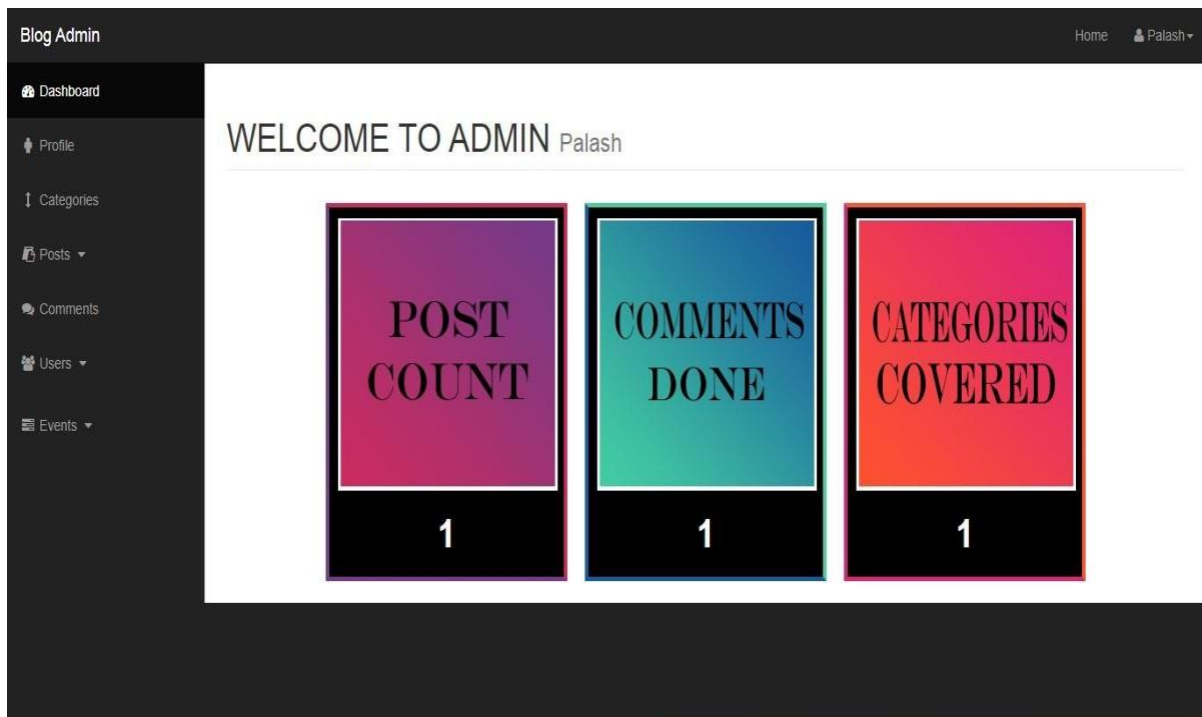 Blog Admin
Home Palash
Dashboard
Profile
Categories
Posts
Comments
Users
Events
WELCOME TO ADMIN Palash
POST
COUNT
1
COMMENTS
DONE
1
CATEGORIES
COVERED
1